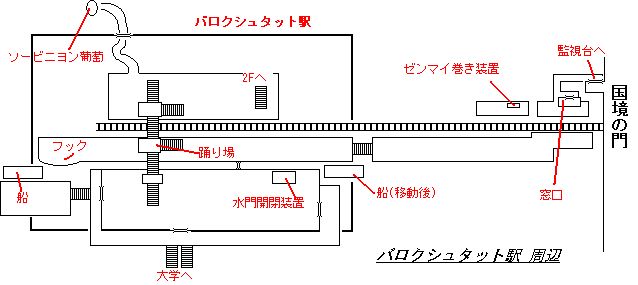 バロクシュタット駅
ソービニヨン葡萄
2Fへ
ゼンマイ巻き装置
監視台へ
国境の門
フック
踊り場
船
水門開閉装置
船(移動後)
窓口
大学へ
バロクシュタット駅 周辺